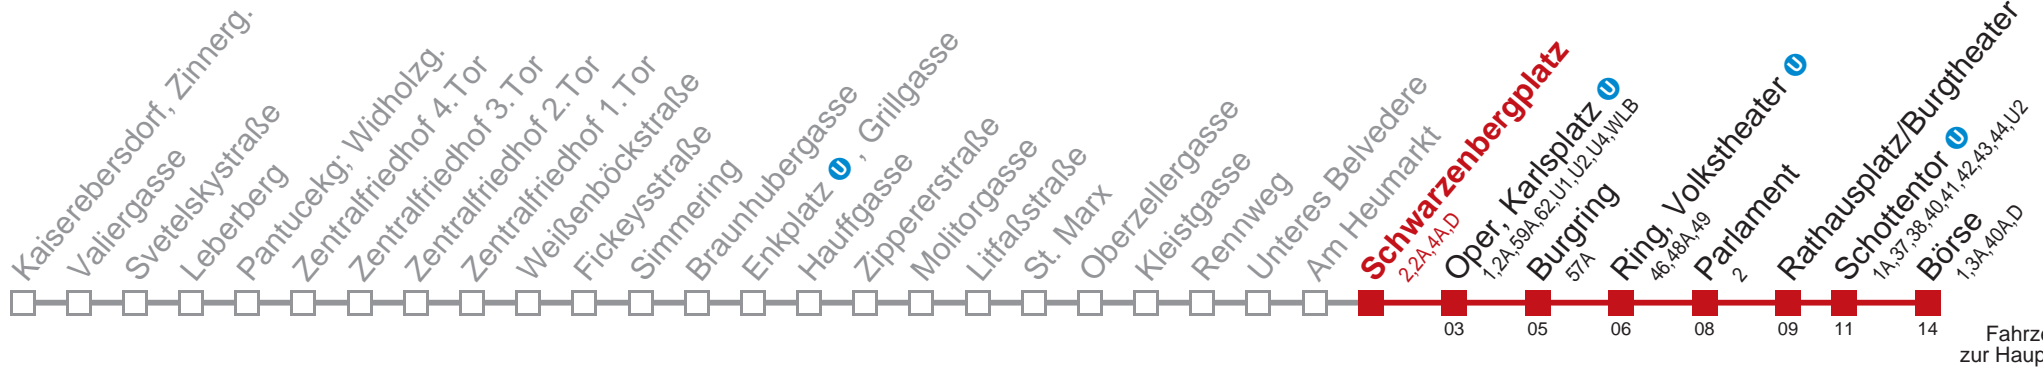 Kaiserebersdorf, Zinnerg.
Valiergasse
Svetelskystraße
Leberberg
Pantucekg; Widholzg.
Zentralfriedhof 4.Tor
Zentralfriedhof 3.Tor
Zentralfriedhof 2.Tor
Zentralfriedhof 1.Tor
Weißenböckstraße
Fickeysstraße
Simmering
Braunhubergasse
Enkplatz U, Grillgasse
Hauffgasse
Zippererstraße
Molitorgasse
Litfaßstraße
St. Marx
Oberzellergasse
Kleistgasse
Rennweg
Unteres Belvedere
Am Heumarkt
Schwarzenbergplatz
2,2A,4A,D
Oper, Karlsplatz U
1,2A,59A,62,U1,U2,U4,WLB
Burgring
57A
Ring, Volkstheater U
46,48A,49
Parlament
2
Rathausplatz/Burgtheater
Schottentor U
1A,37,38,40,41,42,43,44,U2
Börse
1,3A,40A,D
03 05 06 08 09 11 14
Fahrze
zur Haup